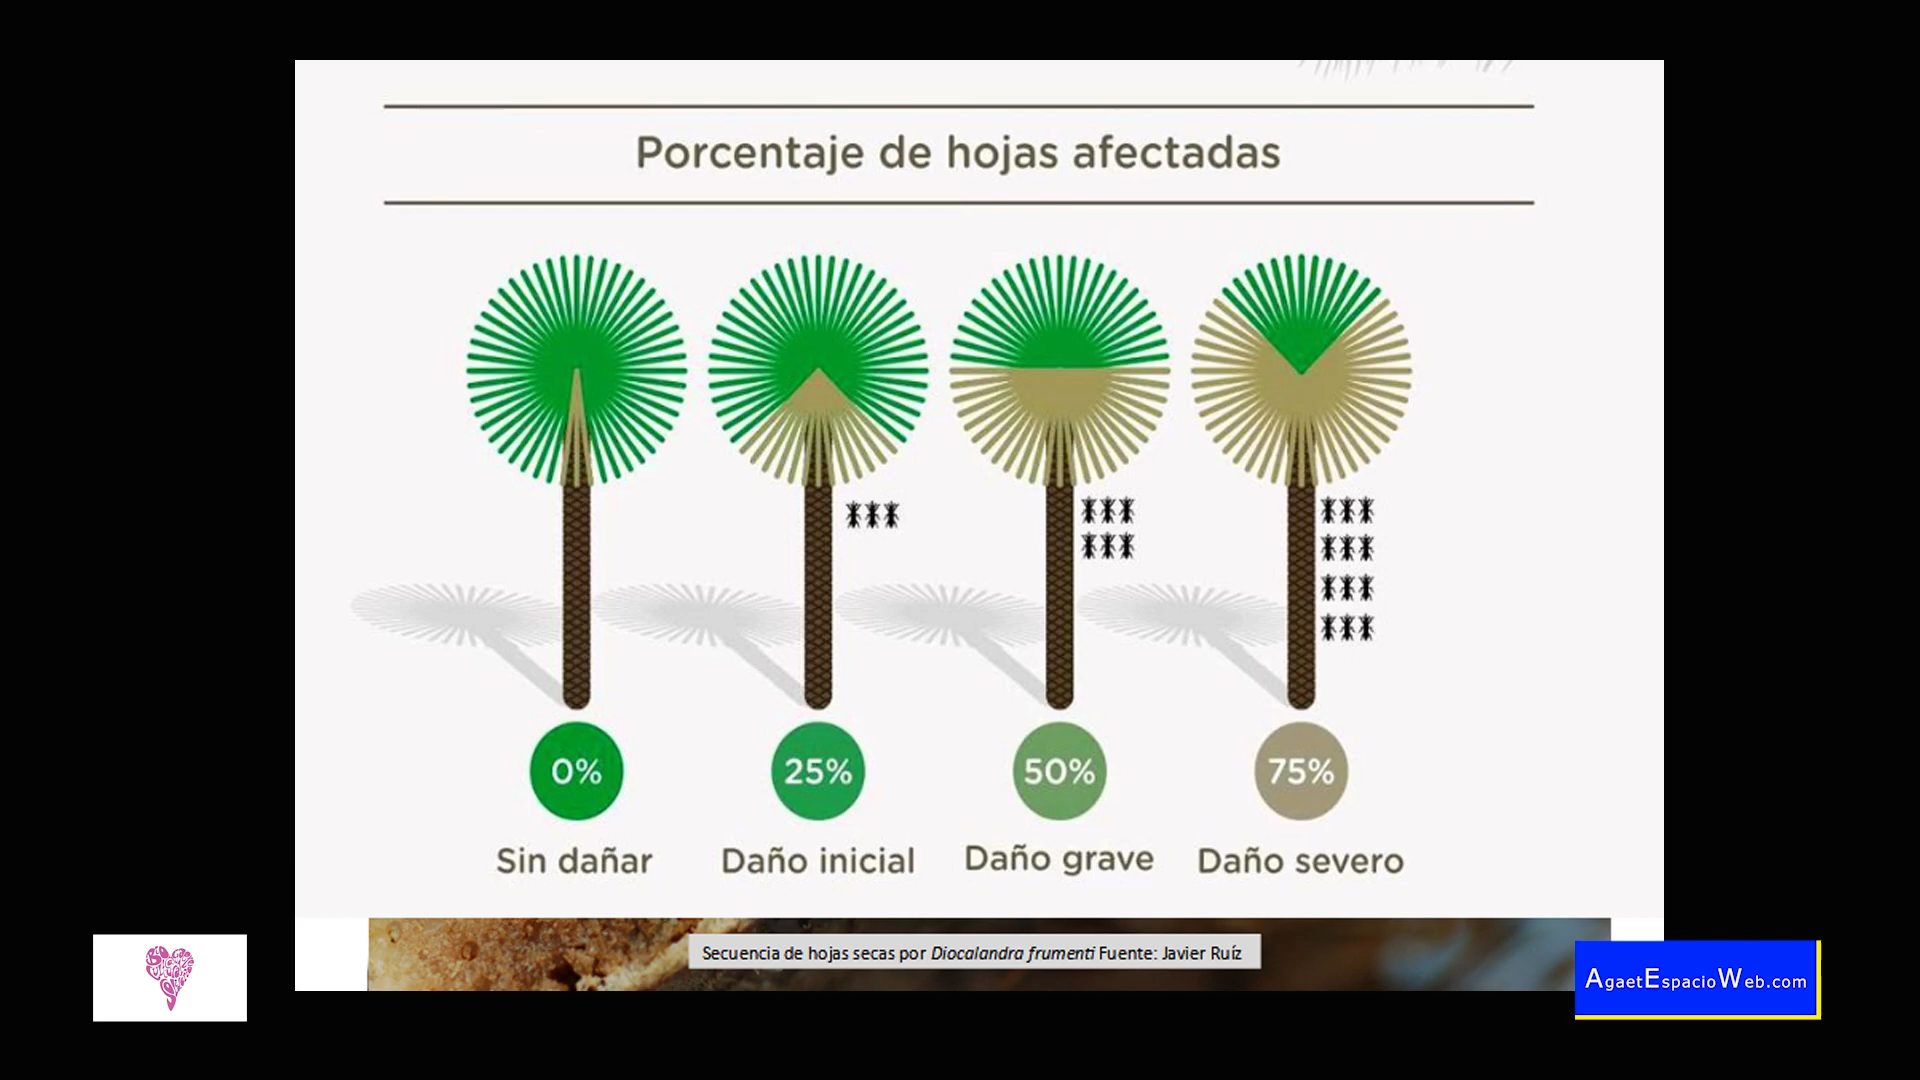 Porcentaje de hojas afectadas
0% 25% 50% 75%
Sin dañar Daño inicial Daño grave Daño severo
Secuencia de hojas secas por Diocalandra frumenti Fuente: Javier Ruíz
AgaetEspacioWeb.com